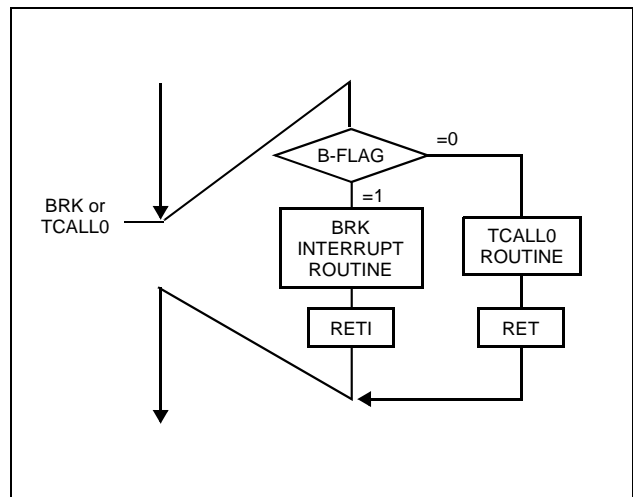 B-FLAG
=0
=1
BRK or
TCALL0
BRK
INTERRUPT
ROUTINE
TCALL0
ROUTINE
RETI
RET